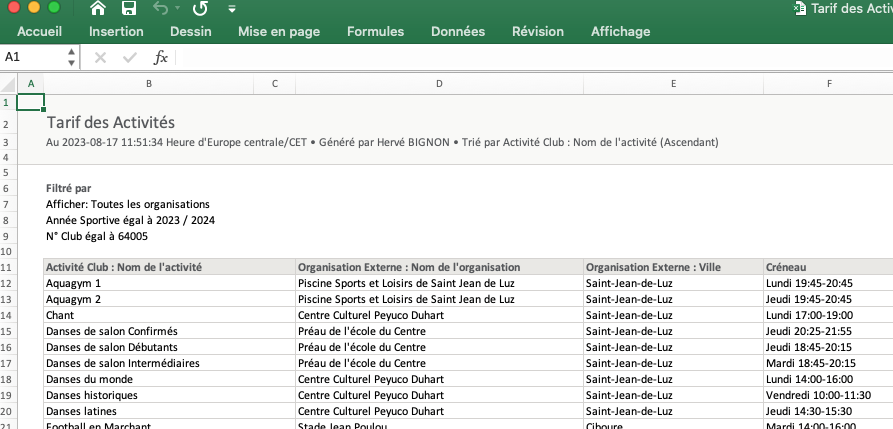 Tarif des Activ
Accueil Insertion Dessin Mise en page Formules Données Révision Affichage
A1 fx
A B C D E F
1
2 Tarif des Activités
3 Au 2023-08-17 11:51:34 Heure d'Europe centrale/CET • Généré par Hervé BIGNON • Trié par Activité Club : Nom de l'activité (Ascendant)
4
5
6 Filtré par
7 Afficher: Toutes les organisations
8 Année Sportive égal à 2023 / 2024
9 N° Club égal à 64005
10
11 Activité Club : Nom de l'activité Organisation Externe : Nom de l'organisation Organisation Externe : Ville Créneau
12 Aquagym 1 Piscine Sports et Loisirs de Saint Jean de Luz Saint-Jean-de-Luz Lundi 19:45-20:45
13 Aquagym 2 Piscine Sports et Loisirs de Saint Jean de Luz Saint-Jean-de-Luz Jeudi 19:45-20:45
14 Chant Centre Culturel Peyuco Duhart Saint-Jean-de-Luz Lundi 17:00-19:00
15 Danses de salon Confirmés Préau de l'école du Centre Saint-Jean-de-Luz Jeudi 20:25-21:55
16 Danses de salon Débutants Préau de l'école du Centre Saint-Jean-de-Luz Jeudi 18:45-20:15
17 Danses de salon Intermédiaires Préau de l'école du Centre Saint-Jean-de-Luz Mardi 18:45-20:15
18 Danses du monde Centre Culturel Peyuco Duhart Saint-Jean-de-Luz Lundi 14:00-16:00
19 Danses historiques Centre Culturel Peyuco Duhart Saint-Jean-de-Luz Vendredi 10:00-11:30
20 Danses latines Centre Culturel Peyuco Duhart Saint-Jean-de-Luz Jeudi 14:30-15:30
21 Football en Marchant Stade Jean Poulou Ciboure Mardi 14:00-16:00